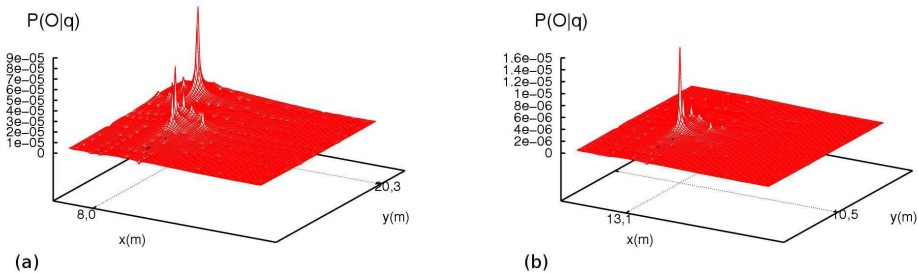 P(O|q)
9e-05
8e-05
7e-05
6e-05
5e-05
4e-05
3e-05
2e-05
1e-05
0
8,0
x(m)
20,3
y(m)
(a)
P(O|q)
1.6e-05
1.4e-05
1.2e-05
1e-05
8e-06
6e-06
4e-06
2e-06
0
13,1
x(m)
10,5
y(m)
(b)